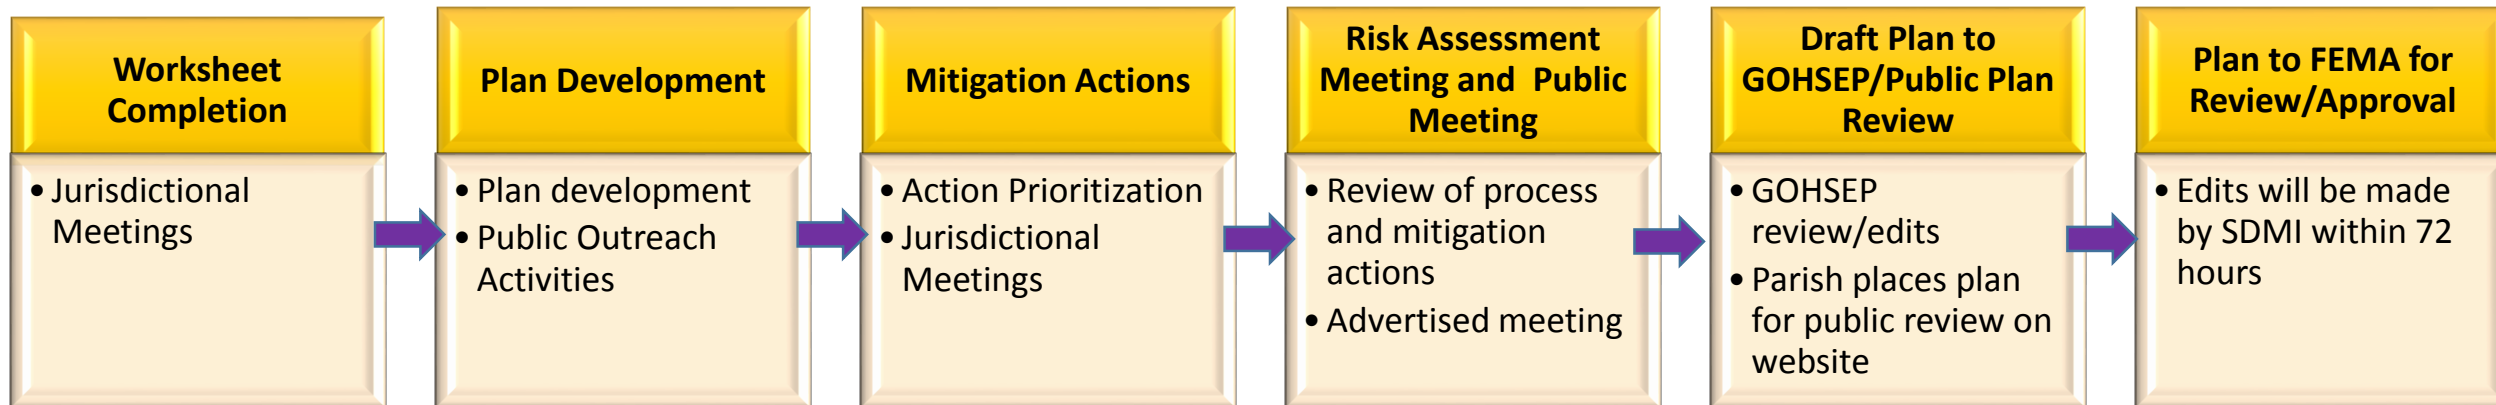 Worksheet
Completion
• Jurisdictional
Meetings
Plan Development
• Plan development
• Public Outreach
Activities
Mitigation Actions
• Action Prioritization
• Jurisdictional
Meetings
Risk Assessment
Meeting and Public
Meeting
• Review of process
and mitigation
actions
• Advertised meeting
Draft Plan to
GOHSEP/Public Plan
Review
• GOHSEP
review/edits
• Parish places plan
for public review on
website
Plan to FEMA for
Review/Approval
• Edits will be made
by SDMI within 72
hours